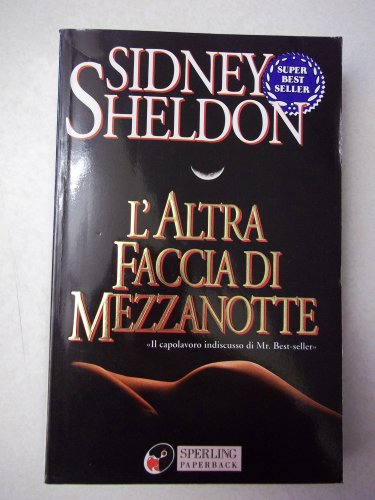 SIDNEY
SHELDON
SUPER
BEST
SELLER
L'ALTRA
FACCIA DI
MEZZANOTTE
«Il capolavoro indiscusso di Mr. Best-seller»
SPERLING
PAPERBACK